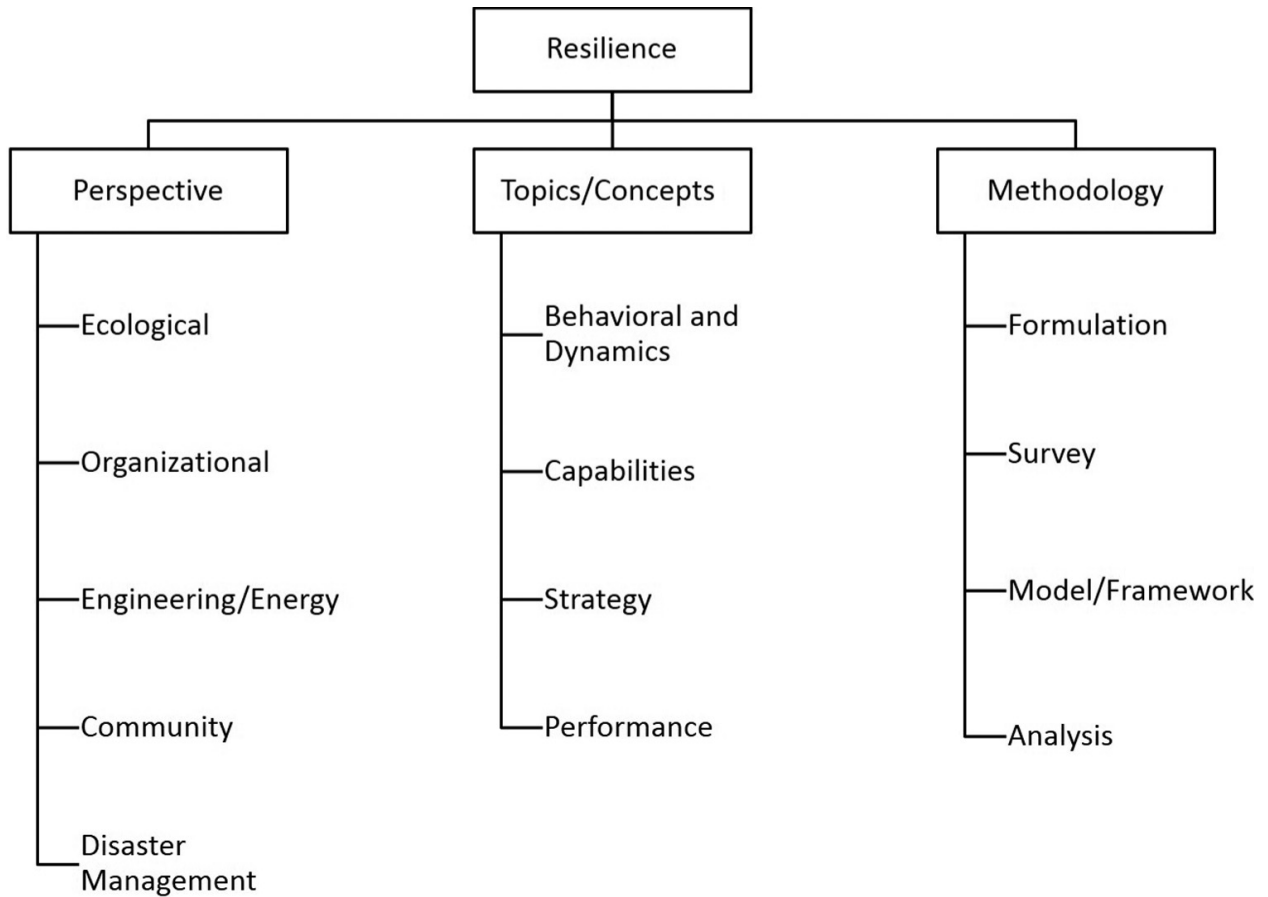 Resilience
Perspective
Ecological
Organizational
Engineering/Energy
Community
Disaster
Management
Topics/Concepts
Behavioral and
Dynamics
Capabilities
Strategy
Performance
Methodology
Formulation
Survey
Model/Framework
Analysis